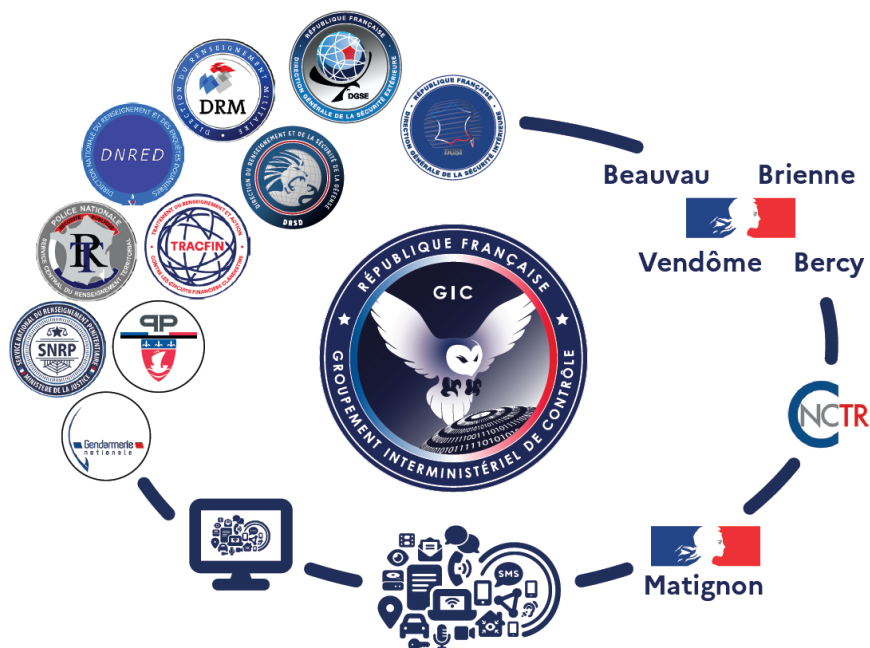 RÉPUBLIQUE FRANÇAISE
DIRECTION GÉNÉRALE DE LA SÉCURITÉ EXTÉRIEURE
DGSE
DIRECTION DU RENSEIGNEMENT MILITAIRE
DRM
RÉPUBLIQUE FRANÇAISE
DIRECTION GÉNÉRALE DE LA SÉCURITÉ INTÉRIEURE
DGSI
DIRECTION NATIONALE DU RENSEIGNEMENT ET DES ENQUÊTES DOUANIÈRES
DNRED
DIRECTION DU RENSEIGNEMENT ET DE LA SÉCURITÉ DE LA DÉFENSE
DRSD
Beauvau Brienne
Vendôme Bercy
POLICE NATIONALE
RT
SERVICE CENTRAL DU RENSEIGNEMENT TERRITORIAL
TRAITEMENT DU RENSEIGNEMENT ET ACTION
TRACFIN
CONTRE LES CIRCUITS FINANCIERS CLANDESTINS
RÉPUBLIQUE FRANÇAISE
GIC
GROUPEMENT INTERMINISTÉRIEL DE CONTRÔLE
SERVICE NATIONAL DU RENSEIGNEMENT PÉNITENTIAIRE
SNRP
MINISTÈRE DE LA JUSTICE
PP
CNCTR
Gendarmerie
nationale
SMS
Matignon